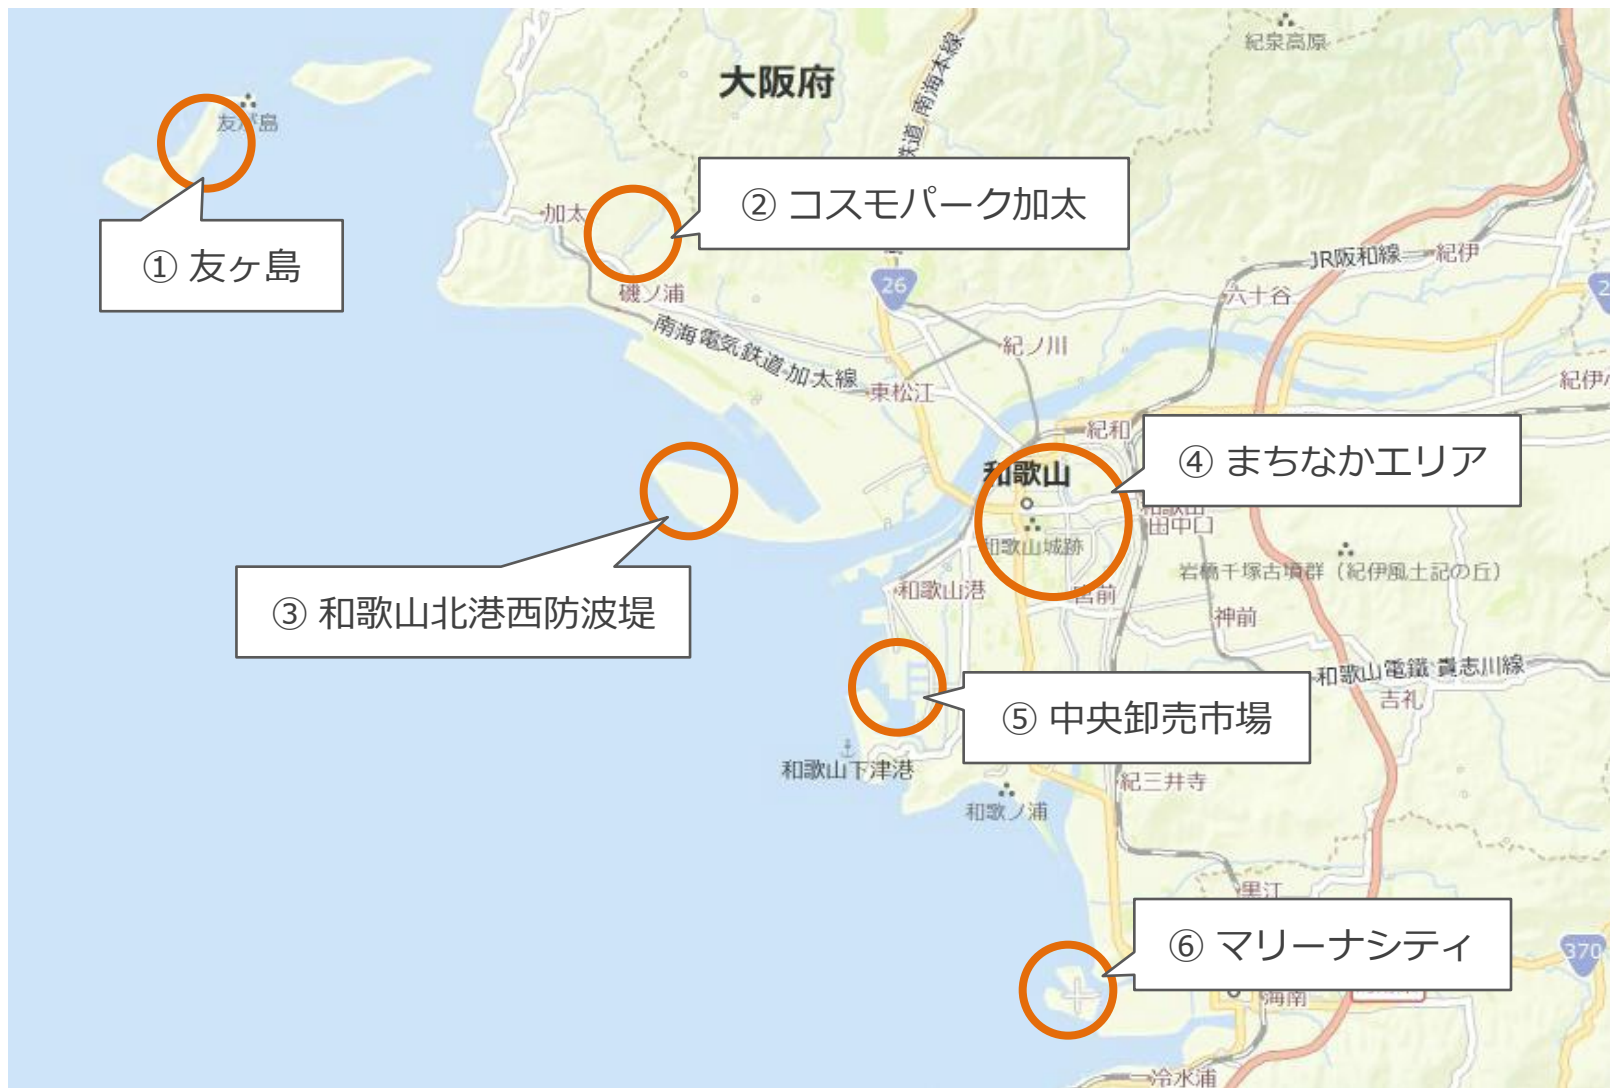 紀泉高原
大阪府
南海本線
鉄道
友が島
① 友ヶ島
加太
② コスモパーク加太
JR阪和線
紀伊
26
磯ノ浦
六十谷
南海電気鉄道 加太線
紀ノ川
東松江
紀和
④ まちなかエリア
和歌山
和歌山
田中口
和歌山城跡
岩橋千塚古墳群（紀伊風土記の丘）
和歌山港
宮前
神前
③ 和歌山北港西防波堤
和歌山電鐵 貴志川線
吉礼
⑤ 中央卸売市場
和歌山下津港
紀三井寺
和歌ノ浦
黒江
⑥ マリーナシティ
370
海南
冷水浦